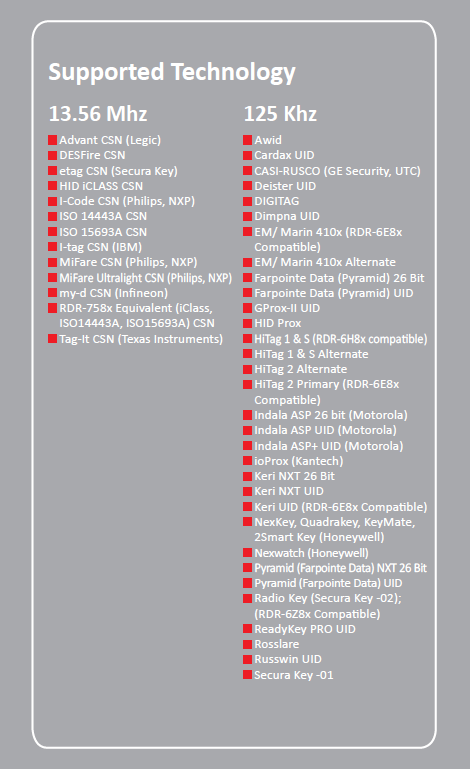 Supported Technology
13.56 Mhz
Advant CSN (Legic)
DESFire CSN
etag CSN (Secura Key)
HID iCLASS CSN
I-Code CSN (Philips, NXP)
ISO 14443A CSN
ISO 15693A CSN
I-tag CSN (IBM)
MiFare CSN (Philips, NXP)
MiFare Ultralight CSN (Philips, NXP)
my-d CSN (Infineon)
RDR-758x Equivalent (iClass,
ISO14443A, ISO15693A) CSN
Tag-It CSN (Texas Instruments)
125 Khz
Awid
Cardax UID
CASI-RUSCO (GE Security, UTC)
Deister UID
DIGITAG
Dimpna UID
EM/ Marin 410x (RDR-6E8x
Compatible)
EM/ Marin 410x Alternate
Farpointe Data (Pyramid) 26 Bit
Farpointe Data (Pyramid) UID
GProx-II UID
HID Prox
HiTag 1 & S (RDR-6H8x compatible)
HiTag 1 & S Alternate
HiTag 2 Alternate
HiTag 2 Primary (RDR-6E8x
Compatible)
Indala ASP 26 bit (Motorola)
Indala ASP UID (Motorola)
Indala ASP+ UID (Motorola)
ioProx (Kantech)
Keri NXT 26 Bit
Keri NXT UID
Keri UID (RDR-6E8x Compatible)
NexKey, Quadrakey, KeyMate,
2Smart Key (Honeywell)
Nexwatch (Honeywell)
Pyramid (Farpointe Data) NXT 26 Bit
Pyramid (Farpointe Data) UID
Radio Key (Secura Key -02);
(RDR-6Z8x Compatible)
ReadyKey PRO UID
Rosslare
Russwin UID
Secura Key -01